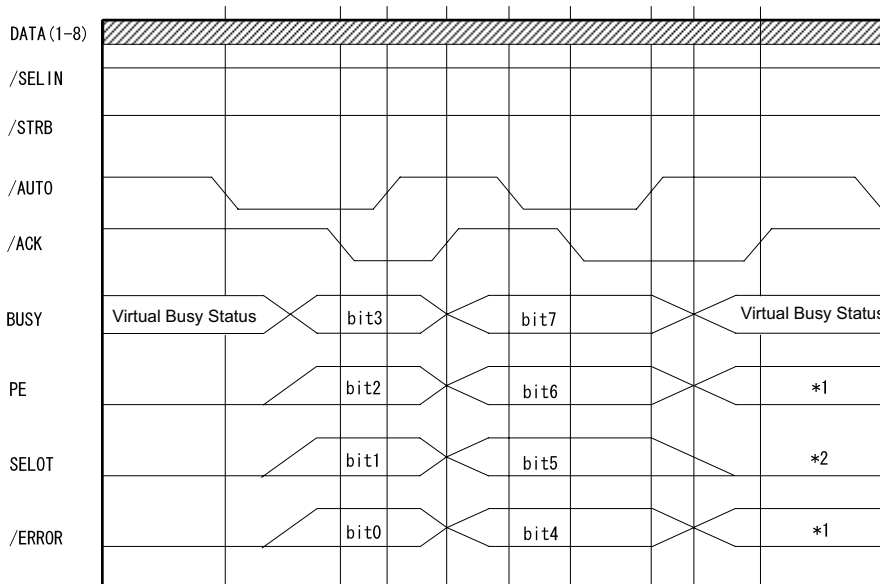 DATA(1-8)
/SELIN
/STRB
/AUTO
/ACK
BUSY Virtual Busy Status bit3 bit7 Virtual Busy Status
PE bit2 bit6 *1
SELOT bit1 bit5 *2
/ERROR bit0 bit4 *1